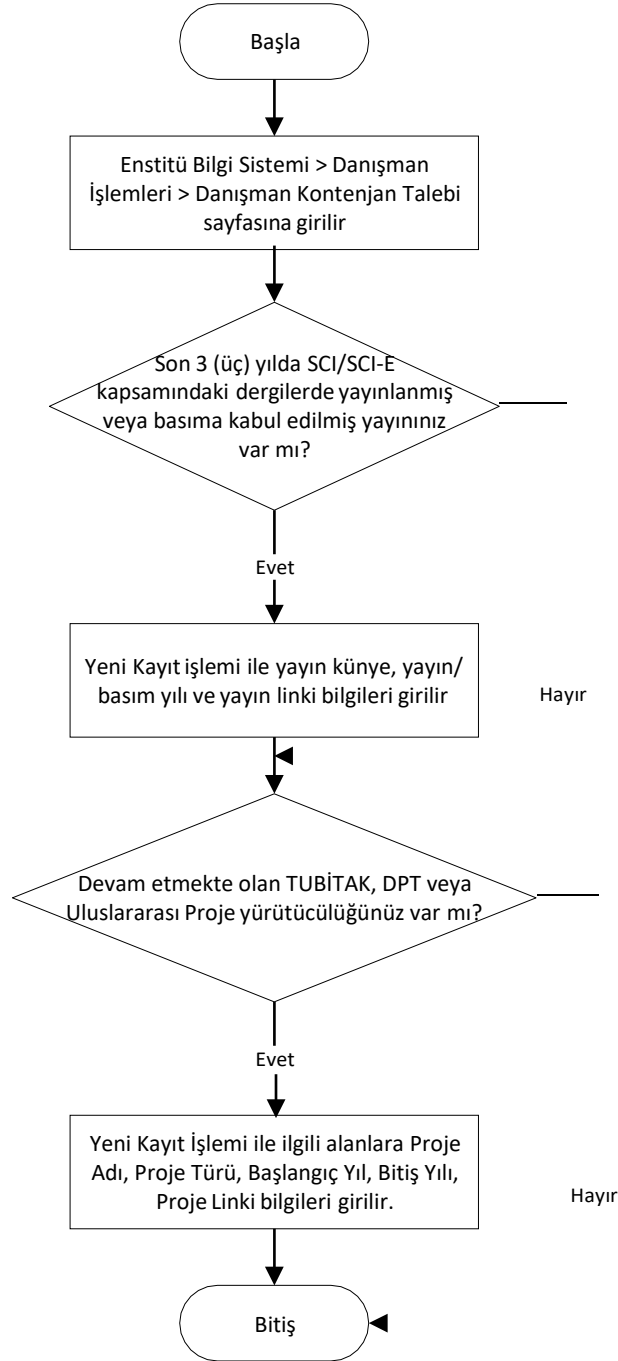 Başla
Enstitü Bilgi Sistemi > Danışman
İşlemleri > Danışman Kontenjan Talebi
sayfasına girilir
Son 3 (üç) yılda SCI/SCI-E
kapsamındaki dergilerde yayınlanmış
veya basıma kabul edilmiş yayınınız
var mı?
Evet
Yeni Kayıt işlemi ile yayın künye, yayın/
basım yılı ve yayın linki bilgileri girilir
Hayır
Devam etmekte olan TUBİTAK, DPT veya
Uluslararası Proje yürütücülüğünüz var mı?
Evet
Yeni Kayıt İşlemi ile ilgili alanlara Proje
Adı, Proje Türü, Başlangıç Yıl, Bitiş Yılı,
Proje Linki bilgileri girilir.
Hayır
Bitiş